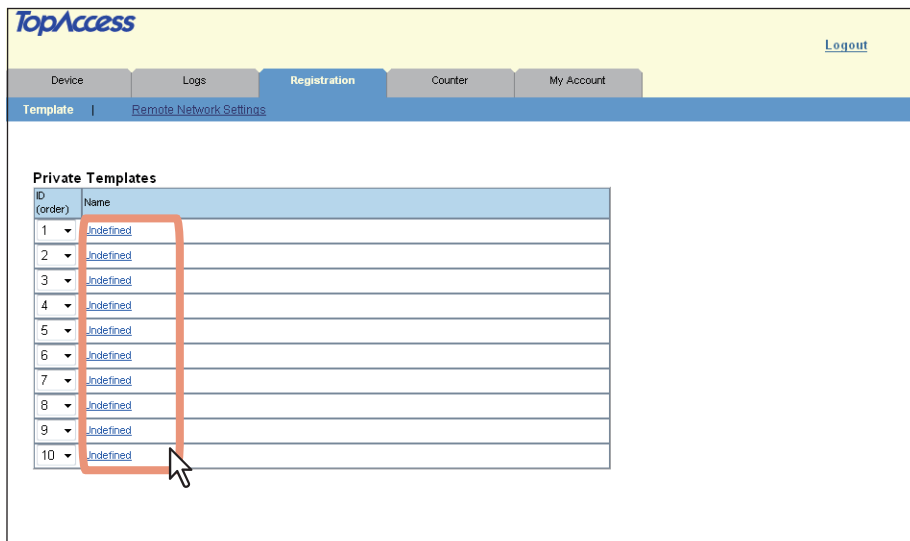 TopAccess
Logout
Device Logs Registration Counter My Account
Template | Remote Network Settings
Private Templates
ID
(order) Name
1 Undefined
2 Undefined
3 Undefined
4 Undefined
5 Undefined
6 Undefined
7 Undefined
8 Undefined
9 Undefined
10 Undefined